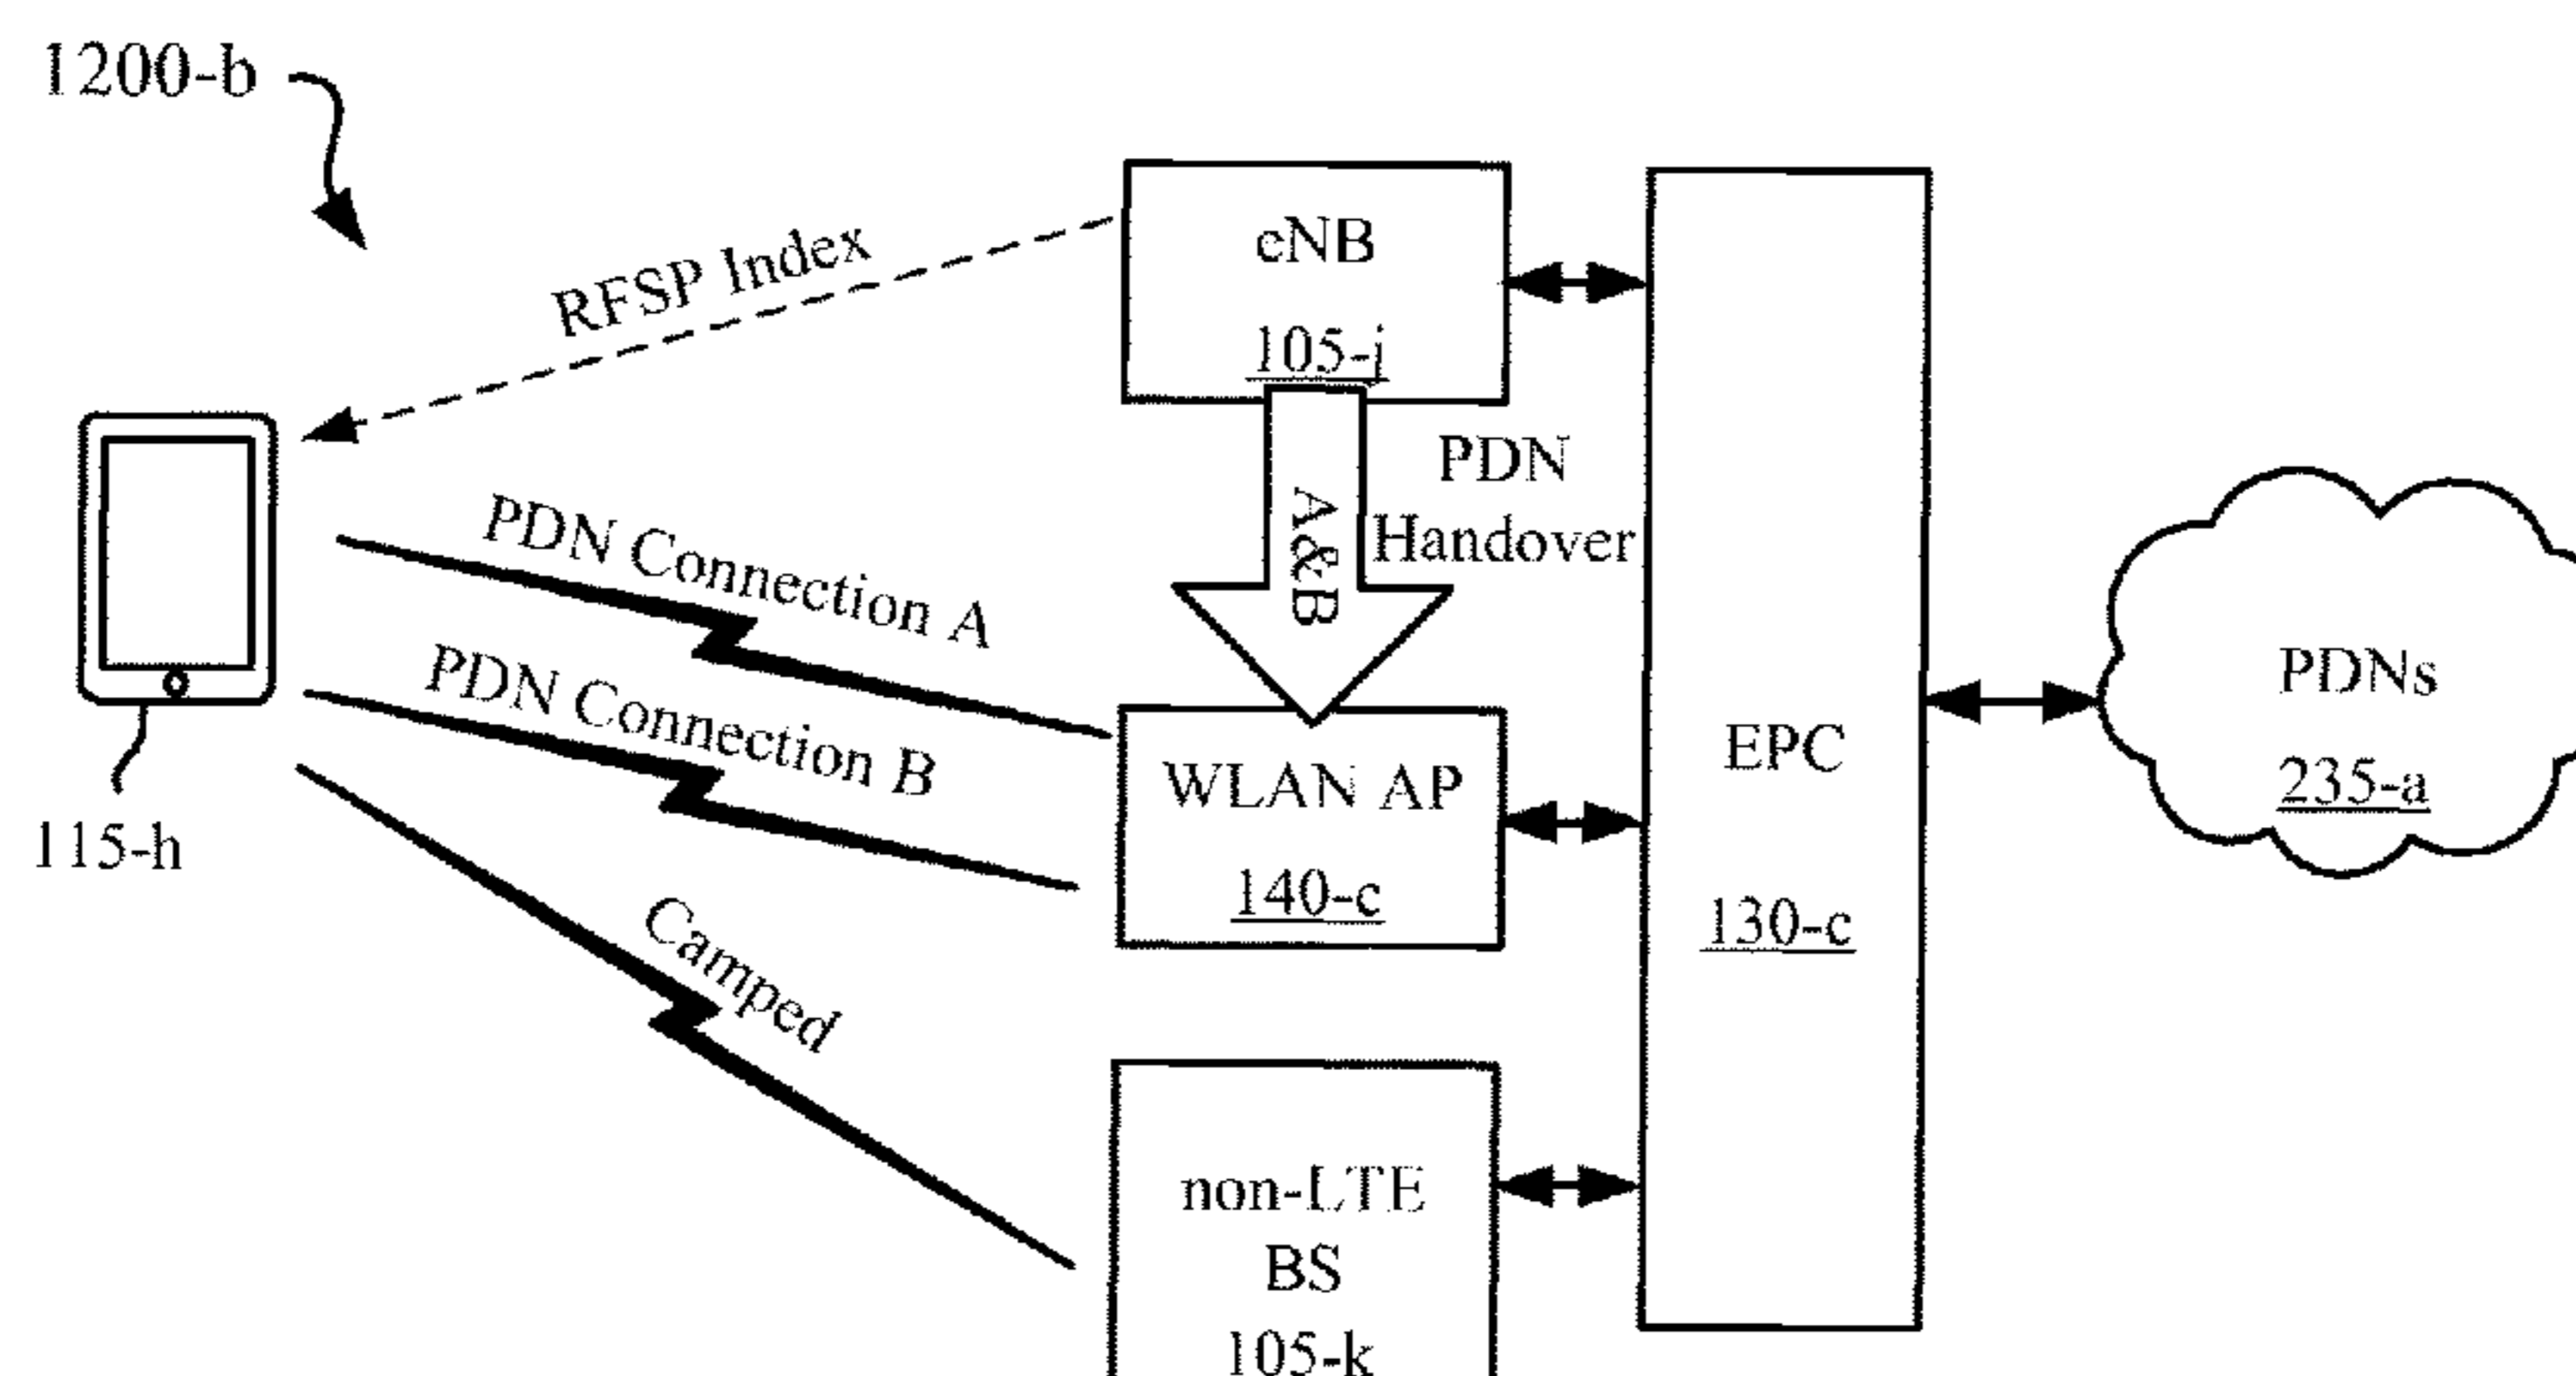 1200-b
RFSP Index
eNB
105-j
PDN
Handover
A&B
PDN Connection A
PDN Connection B
Camped
115-h
WLAN AP
140-c
non-LTE
BS
105-k
EPC
130-c
PDNs
235-a